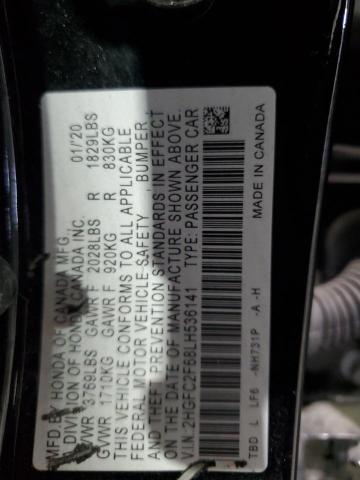 MFD. BY HONDA OF CANADA MFG.
DIVISION OF HONDA CANADA INC. 01/'20
GVWR 3769LBS GAWR F 2028LBS R 1829LBS
GVWR 1710KG GAWR F 920KG R 830KG
THIS VEHICLE CONFORMS TO ALL APPLICABLE
FEDERAL MOTOR VEHICLE SAFETY, BUMPER,
AND THEFT PREVENTION STANDARDS IN EFFECT
ON THE DATE OF MANUFACTURE SHOWN ABOVE.
V.I.N: 2HGFC2F68LH536141 TYPE: PASSENGER CAR
TBD L LF6 -NH731P -A -H MADE IN CANADA